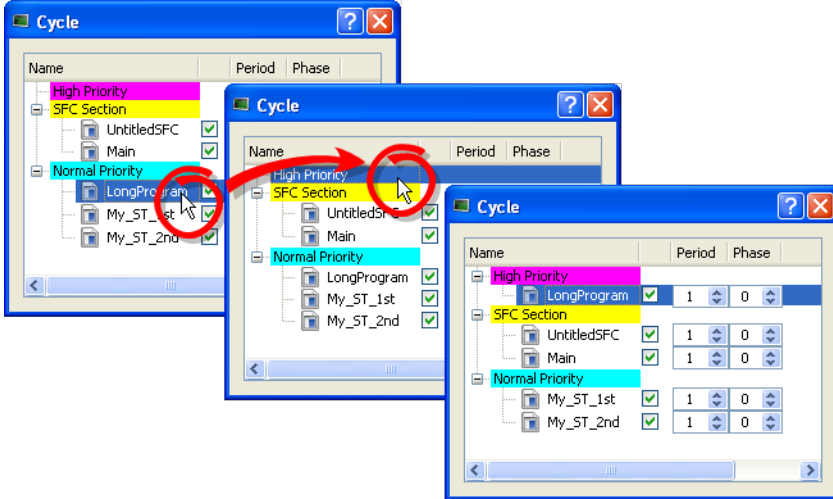 Cycle
Name Period Phase
High Priority
SFC Section
UntitledSFC
Main
Normal Priority
LongProgram
My_ST_1st
My_ST_2nd
Cycle
Name Period Phase
High Priority
SFC Section
UntitledSFC
Main
Normal Priority
LongProgram
My_ST_1st
My_ST_2nd
Cycle
Name Period Phase
High Priority
LongProgram 1 0
SFC Section
UntitledSFC 1 0
Main 1 0
Normal Priority
My_ST_1st 1 0
My_ST_2nd 1 0